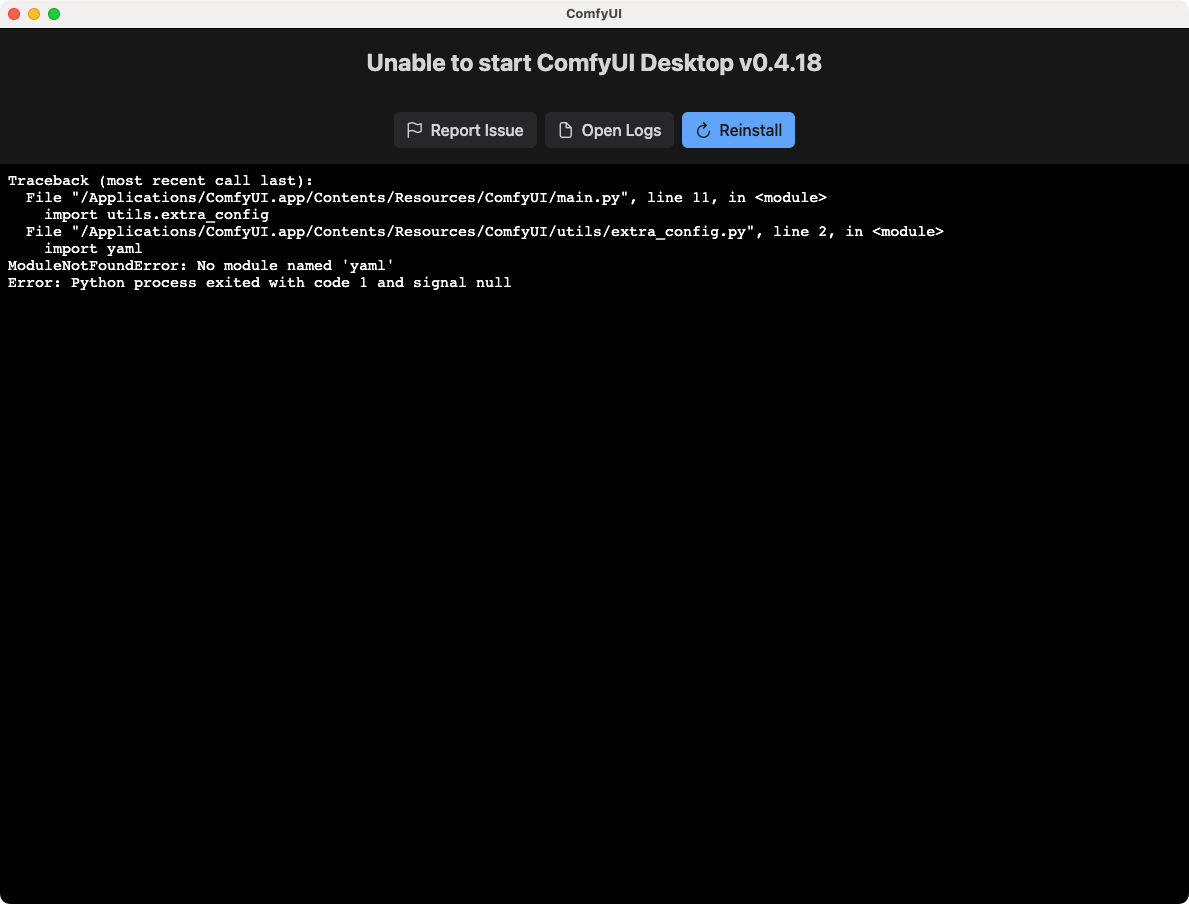 ComfyUI
Unable to start ComfyUI Desktop v0.4.18
Report Issue
Open Logs
Reinstall
Traceback (most recent call last):
  File "/Applications/ComfyUI.app/Contents/Resources/ComfyUI/main.py", line 11, in <module>
    import utils.extra_config
  File "/Applications/ComfyUI.app/Contents/Resources/ComfyUI/utils/extra_config.py", line 2, in <module>
    import yaml
ModuleNotFoundError: No module named 'yaml'
Error: Python process exited with code 1 and signal null